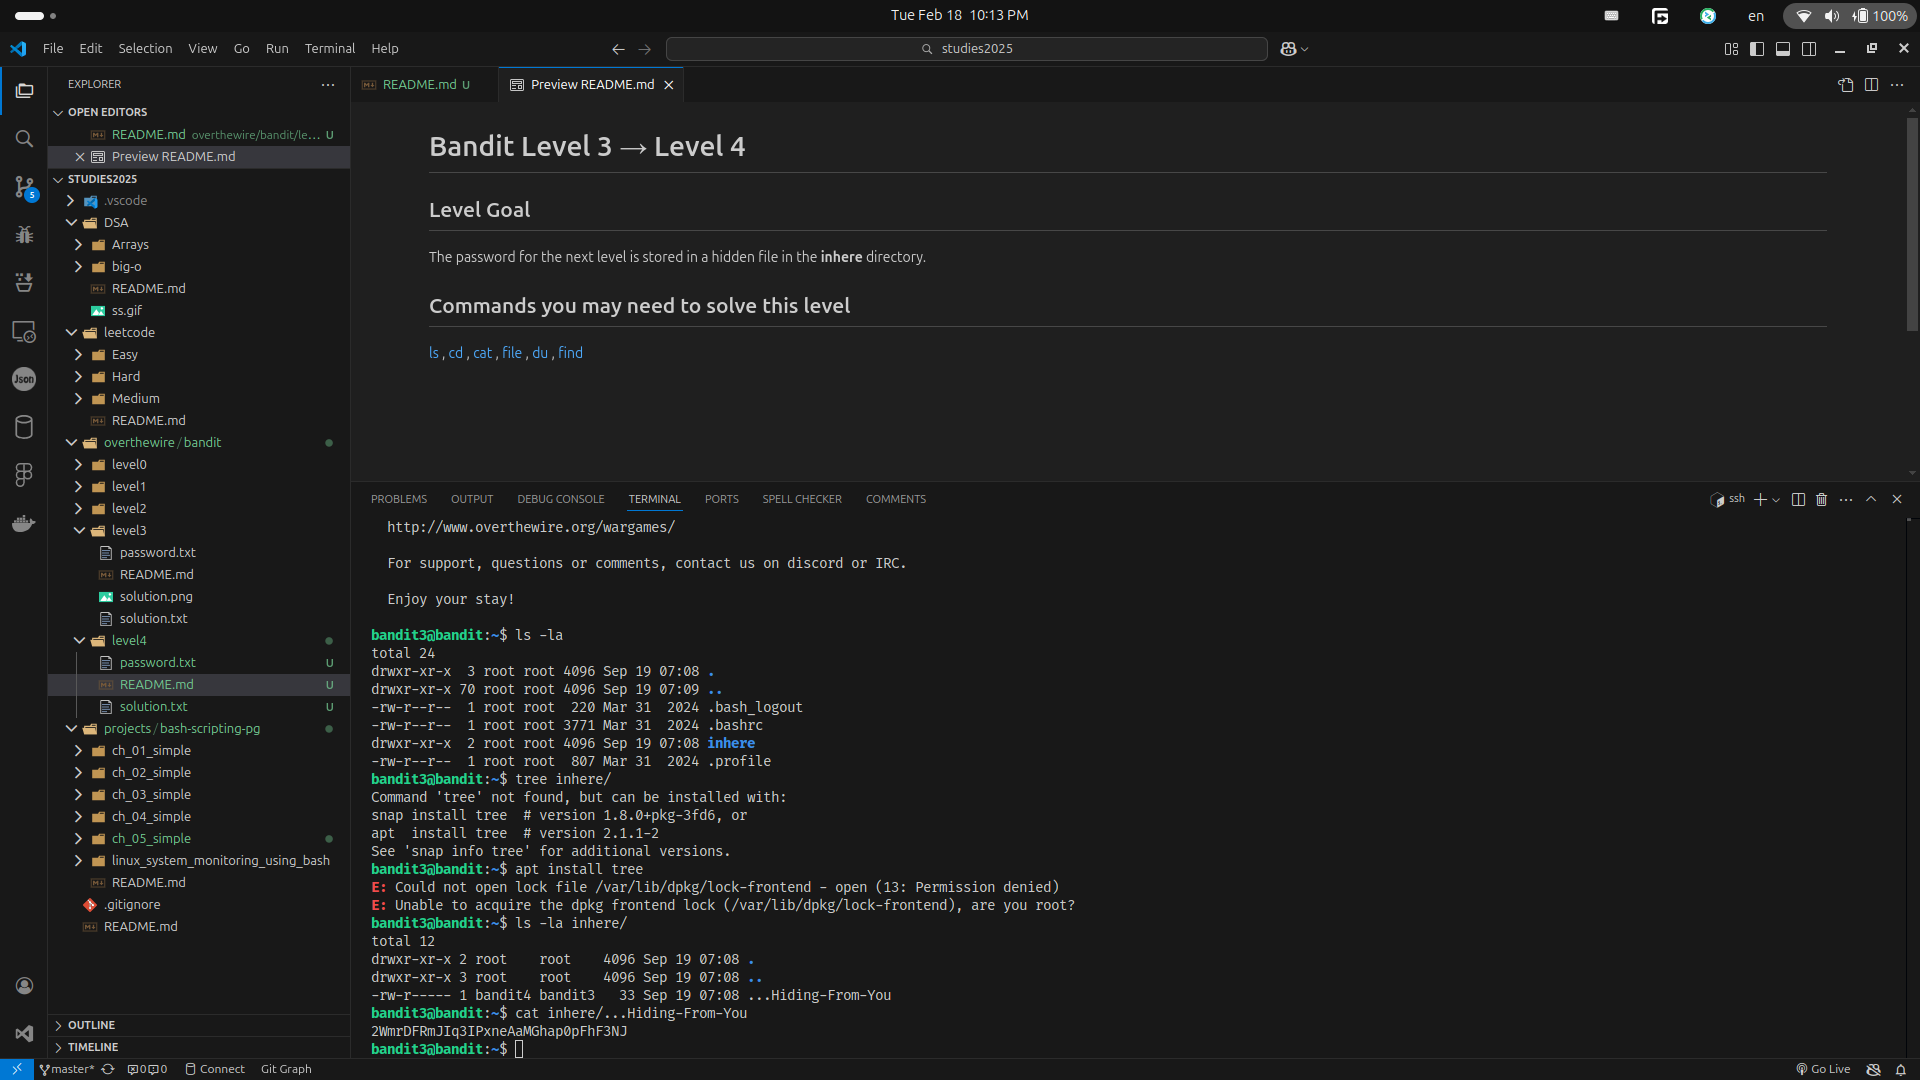 Tue Feb 18 10:13 PM
en
100%
File Edit Selection View Go Run Terminal Help
studies2025
EXPLORER
OPEN EDITORS
README.md overthewire/bandit/le... U
Preview README.md
STUDIES2025
.vscode
DSA
Arrays
big-o
README.md
ss.gif
leetcode
Easy
Hard
Medium
README.md
overthewire/bandit
level0
level1
level2
level3
password.txt
README.md
solution.png
solution.txt
level4
password.txt U
README.md U
solution.txt U
projects/bash-scripting-pg
ch_01_simple
ch_02_simple
ch_03_simple
ch_04_simple
ch_05_simple
linux_system_monitoring_using_bash
README.md
.gitignore
README.md
OUTLINE
TIMELINE
5
Json
README.md U
Preview README.md
Bandit Level 3 → Level 4
Level Goal
The password for the next level is stored in a hidden file in the inhere directory.
Commands you may need to solve this level
ls , cd , cat , file , du , find
PROBLEMS OUTPUT DEBUG CONSOLE TERMINAL PORTS SPELL CHECKER COMMENTS
ssh
http://www.overthewire.org/wargames/
For support, questions or comments, contact us on discord or IRC.
Enjoy your stay!
bandit3@bandit:~$ ls -la
total 24
drwxr-xr-x  3 root root 4096 Sep 19 07:08 .
drwxr-xr-x 70 root root 4096 Sep 19 07:09 ..
-rw-r--r--  1 root root  220 Mar 31  2024 .bash_logout
-rw-r--r--  1 root root 3771 Mar 31  2024 .bashrc
drwxr-xr-x  2 root root 4096 Sep 19 07:08 inhere
-rw-r--r--  1 root root  807 Mar 31  2024 .profile
bandit3@bandit:~$ tree inhere/
Command 'tree' not found, but can be installed with:
snap install tree  # version 1.8.0+pkg-3fd6, or
apt  install tree  # version 2.1.1-2
See 'snap info tree' for additional versions.
bandit3@bandit:~$ apt install tree
E: Could not open lock file /var/lib/dpkg/lock-frontend - open (13: Permission denied)
E: Unable to acquire the dpkg frontend lock (/var/lib/dpkg/lock-frontend), are you root?
bandit3@bandit:~$ ls -la inhere/
total 12
drwxr-xr-x 2 root    root    4096 Sep 19 07:08 .
drwxr-xr-x 3 root    root    4096 Sep 19 07:08 ..
-rw-r----- 1 bandit4 bandit3   33 Sep 19 07:08 ...Hiding-From-You
bandit3@bandit:~$ cat inhere/...Hiding-From-You
2WmrDFRmJIq3IPxneAaMGhap0pFhF3NJ
bandit3@bandit:~$
master* 0 0 Connect Git Graph
Go Live